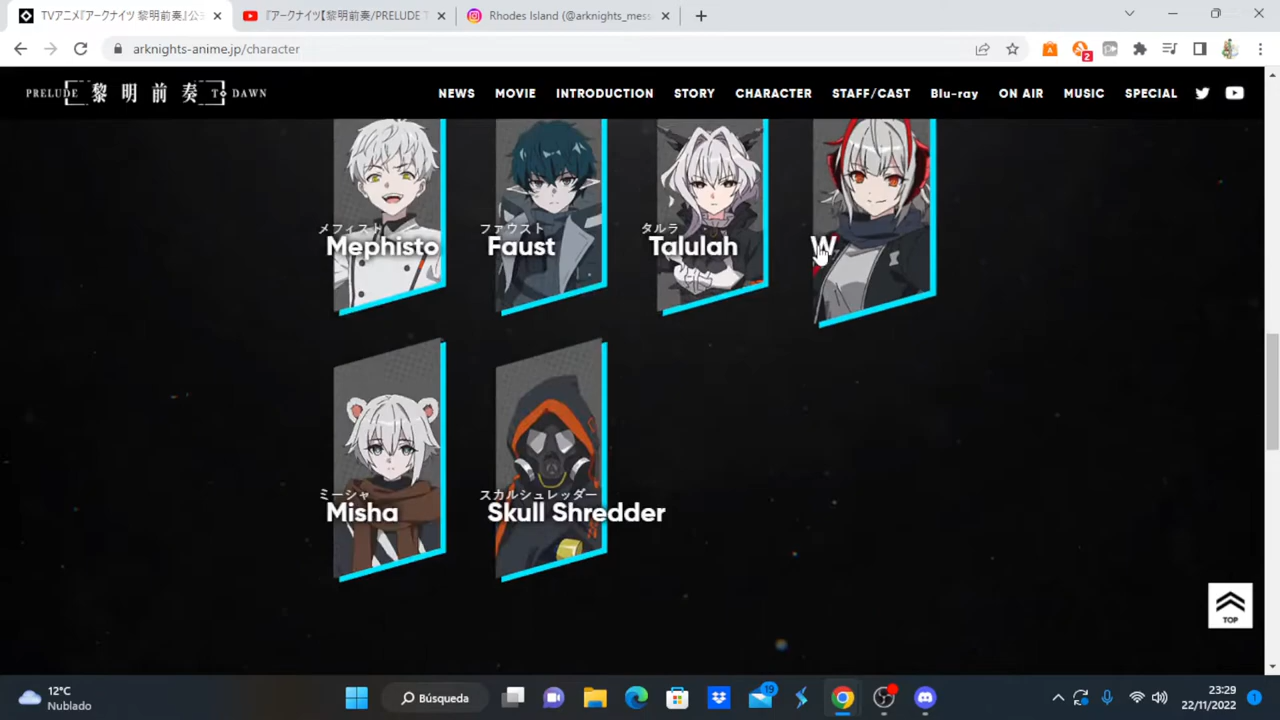 TVアニメ『アークナイツ 黎明前奏』公式
『アークナイツ【黎明前奏/PRELUDE T
Rhodes Island (@arknights_mess
arknights-anime.jp/character
2
PRELUDE 黎明前奏 TO DAWN
NEWS MOVIE INTRODUCTION STORY CHARACTER STAFF/CAST Blu-ray ON AIR MUSIC SPECIAL
メフィスト
Mephisto
ファウスト
Faust
タルラ
Talulah
W
ミーシャ
Misha
スカルシュレッダー
Skull Shredder
TOP
12°C
Nublado
Búsqueda
19
23:29
22/11/2022
1